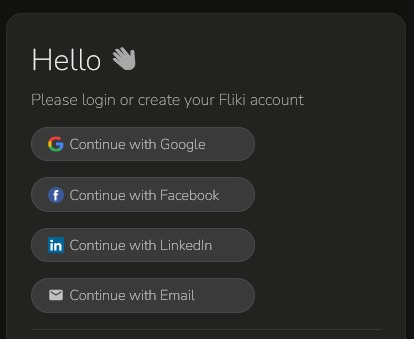 Hello 👋
Please login or create your Fliki account
Continue with Google
Continue with Facebook
Continue with LinkedIn
Continue with Email